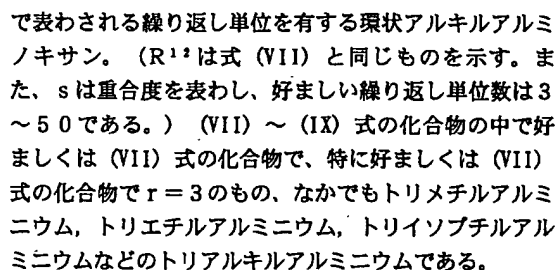 で表わされる繰り返し単位を有する環状アルキルアルミ
ノキサン。（R¹²は式（VII）と同じものを示す。ま
た、sは重合度を表わし、好ましい繰り返し単位数は3
～50である。）（VII）～（IX）式の化合物の中で好
ましくは（VII）式の化合物で、特に好ましくは（VII）
式の化合物でr＝3のもの、なかでもトリメチルアルミ
ニウム，トリエチルアルミニウム，トリイソブチルアル
ミニウムなどのトリアルキルアルミニウムである。